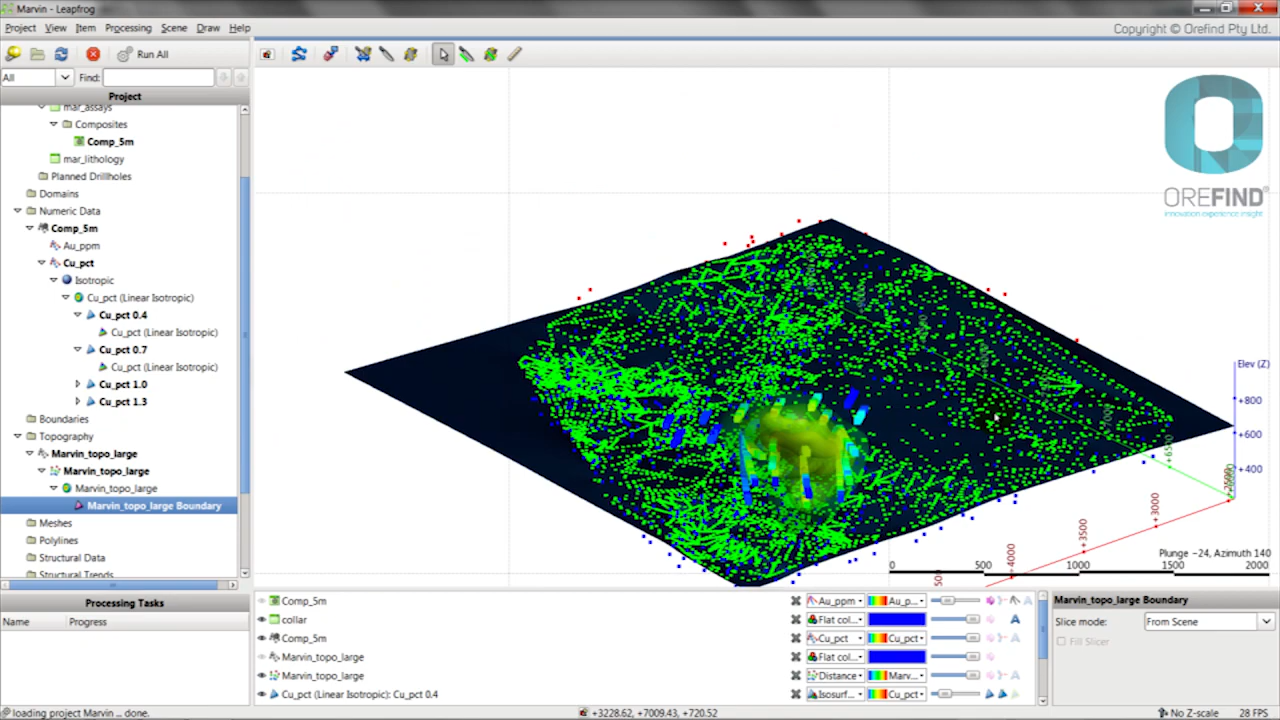 Marvin - Leapfrog
Project View Item Processing Scene Draw Help
Copyright © Orefind Pty Ltd.
Run All
All Find:
Project
mar_assays
Composites
Comp_5m
mar_lithology
Planned Drillholes
Domains
Numeric Data
Comp_5m
Au_ppm
Cu_pct
Isotropic
Cu_pct (Linear Isotropic)
Cu_pct 0.4
Cu_pct (Linear Isotropic)
Cu_pct 0.7
Cu_pct (Linear Isotropic)
Cu_pct 1.0
Cu_pct 1.3
Boundaries
Topography
Marvin_topo_large
Marvin_topo_large
Marvin_topo_large
Marvin_topo_large Boundary
Meshes
Polylines
Structural Data
Structural Trends
OREFIND®
innovation experience insight
Elev (Z)
+800
+600
+400
+6500
+3000
+3500
+4000
Plunge −24, Azimuth 140
0 500 1000 1500 2000
Processing Tasks
Name Progress
Comp_5m Au_ppm Au_p...
collar Flat col...
Comp_5m Cu_pct Cu_pct
Marvin_topo_large Flat col...
Marvin_topo_large Distance Marv...
Cu_pct (Linear Isotropic): Cu_pct 0.4 Isosurf... Cu_pct
Marvin_topo_large Boundary
Slice mode: From Scene
Fill Slicer
loading project Marvin ... done.
+3228.62, +7009.43, +720.52
No Z-scale 28 FPS